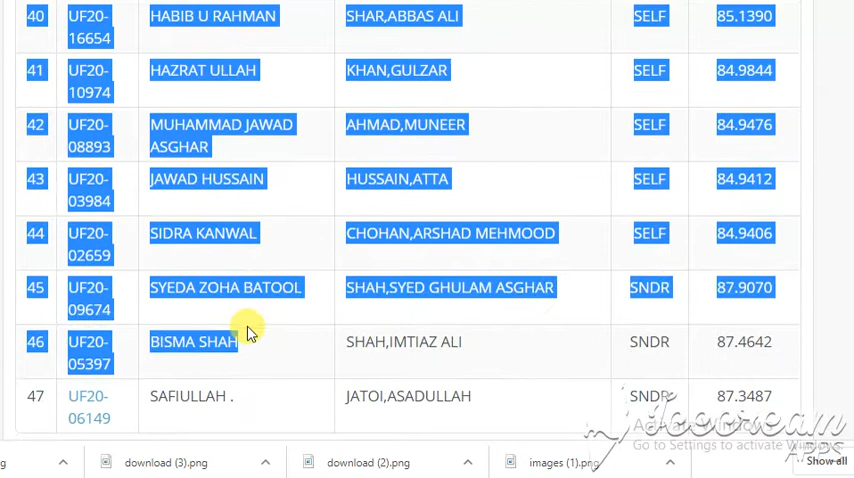 40 UF20- HABIB U RAHMAN SHAR,ABBAS ALI SELF 85.1390
16654
41 UF20- HAZRAT ULLAH KHAN,GULZAR SELF 84.9844
10974
42 UF20- MUHAMMAD JAWAD AHMAD,MUNEER SELF 84.9476
08893 ASGHAR
43 UF20- JAWAD HUSSAIN HUSSAIN,ATTA SELF 84.9412
03984
44 UF20- SIDRA KANWAL CHOHAN,ARSHAD MEHMOOD SELF 84.9406
02659
45 UF20- SYEDA ZOHA BATOOL SHAH,SYED GHULAM ASGHAR SNDR 87.9070
09674
46 UF20- BISMA SHAH SHAH,IMTIAZ ALI SNDR 87.4642
05397
47 UF20- SAFIULLAH . JATOI,ASADULLAH SNDR 87.3487
06149
Icecream
APPS
Activate Windows
Go to Settings to activate Windows.
g download (3).png download (2).png images (1).png Show all